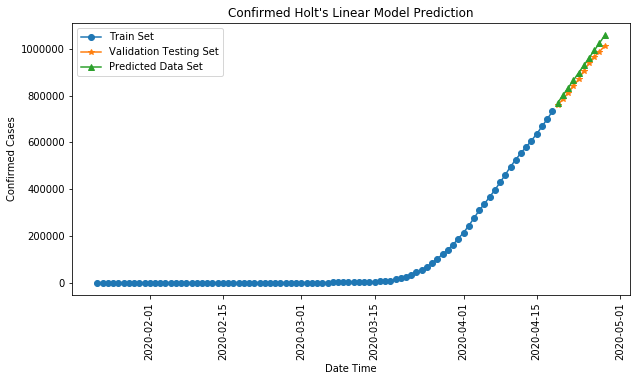 Confirmed Holt's Linear Model Prediction
Train Set
Validation Testing Set
Predicted Data Set
Confirmed Cases
1000000
800000
600000
400000
200000
0
2020-02-01
2020-02-15
2020-03-01
2020-03-15
2020-04-01
2020-04-15
2020-05-01
Date Time